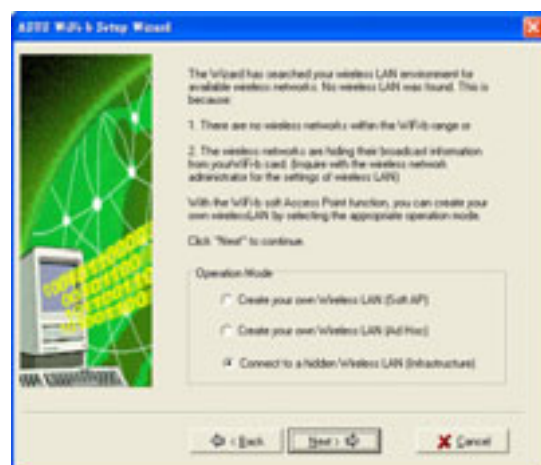 ASUS WiFi-b Setup Wizard
The Wizard has searched your wireless LAN environment for
available wireless networks. No wireless LAN was found. This is
because:
1. There are no wireless networks within the WiFi-b range or
2. The wireless networks are hiding their broadcast information
from yourWiFi-b card. (Inquire with the wireless network
administrator for the settings of wireless LAN)
With the WiFi-b soft Access Point function, you can create your
own wirelessLAN by selecting the appropriate operation mode.
Click "Next" to continue.
Operation Mode
Create your own Wireless LAN (Soft AP)
Create your own Wireless LAN (Ad Hoc)
Connect to a hidden Wireless LAN (Infrastructure)
< Back
Next >
Cancel